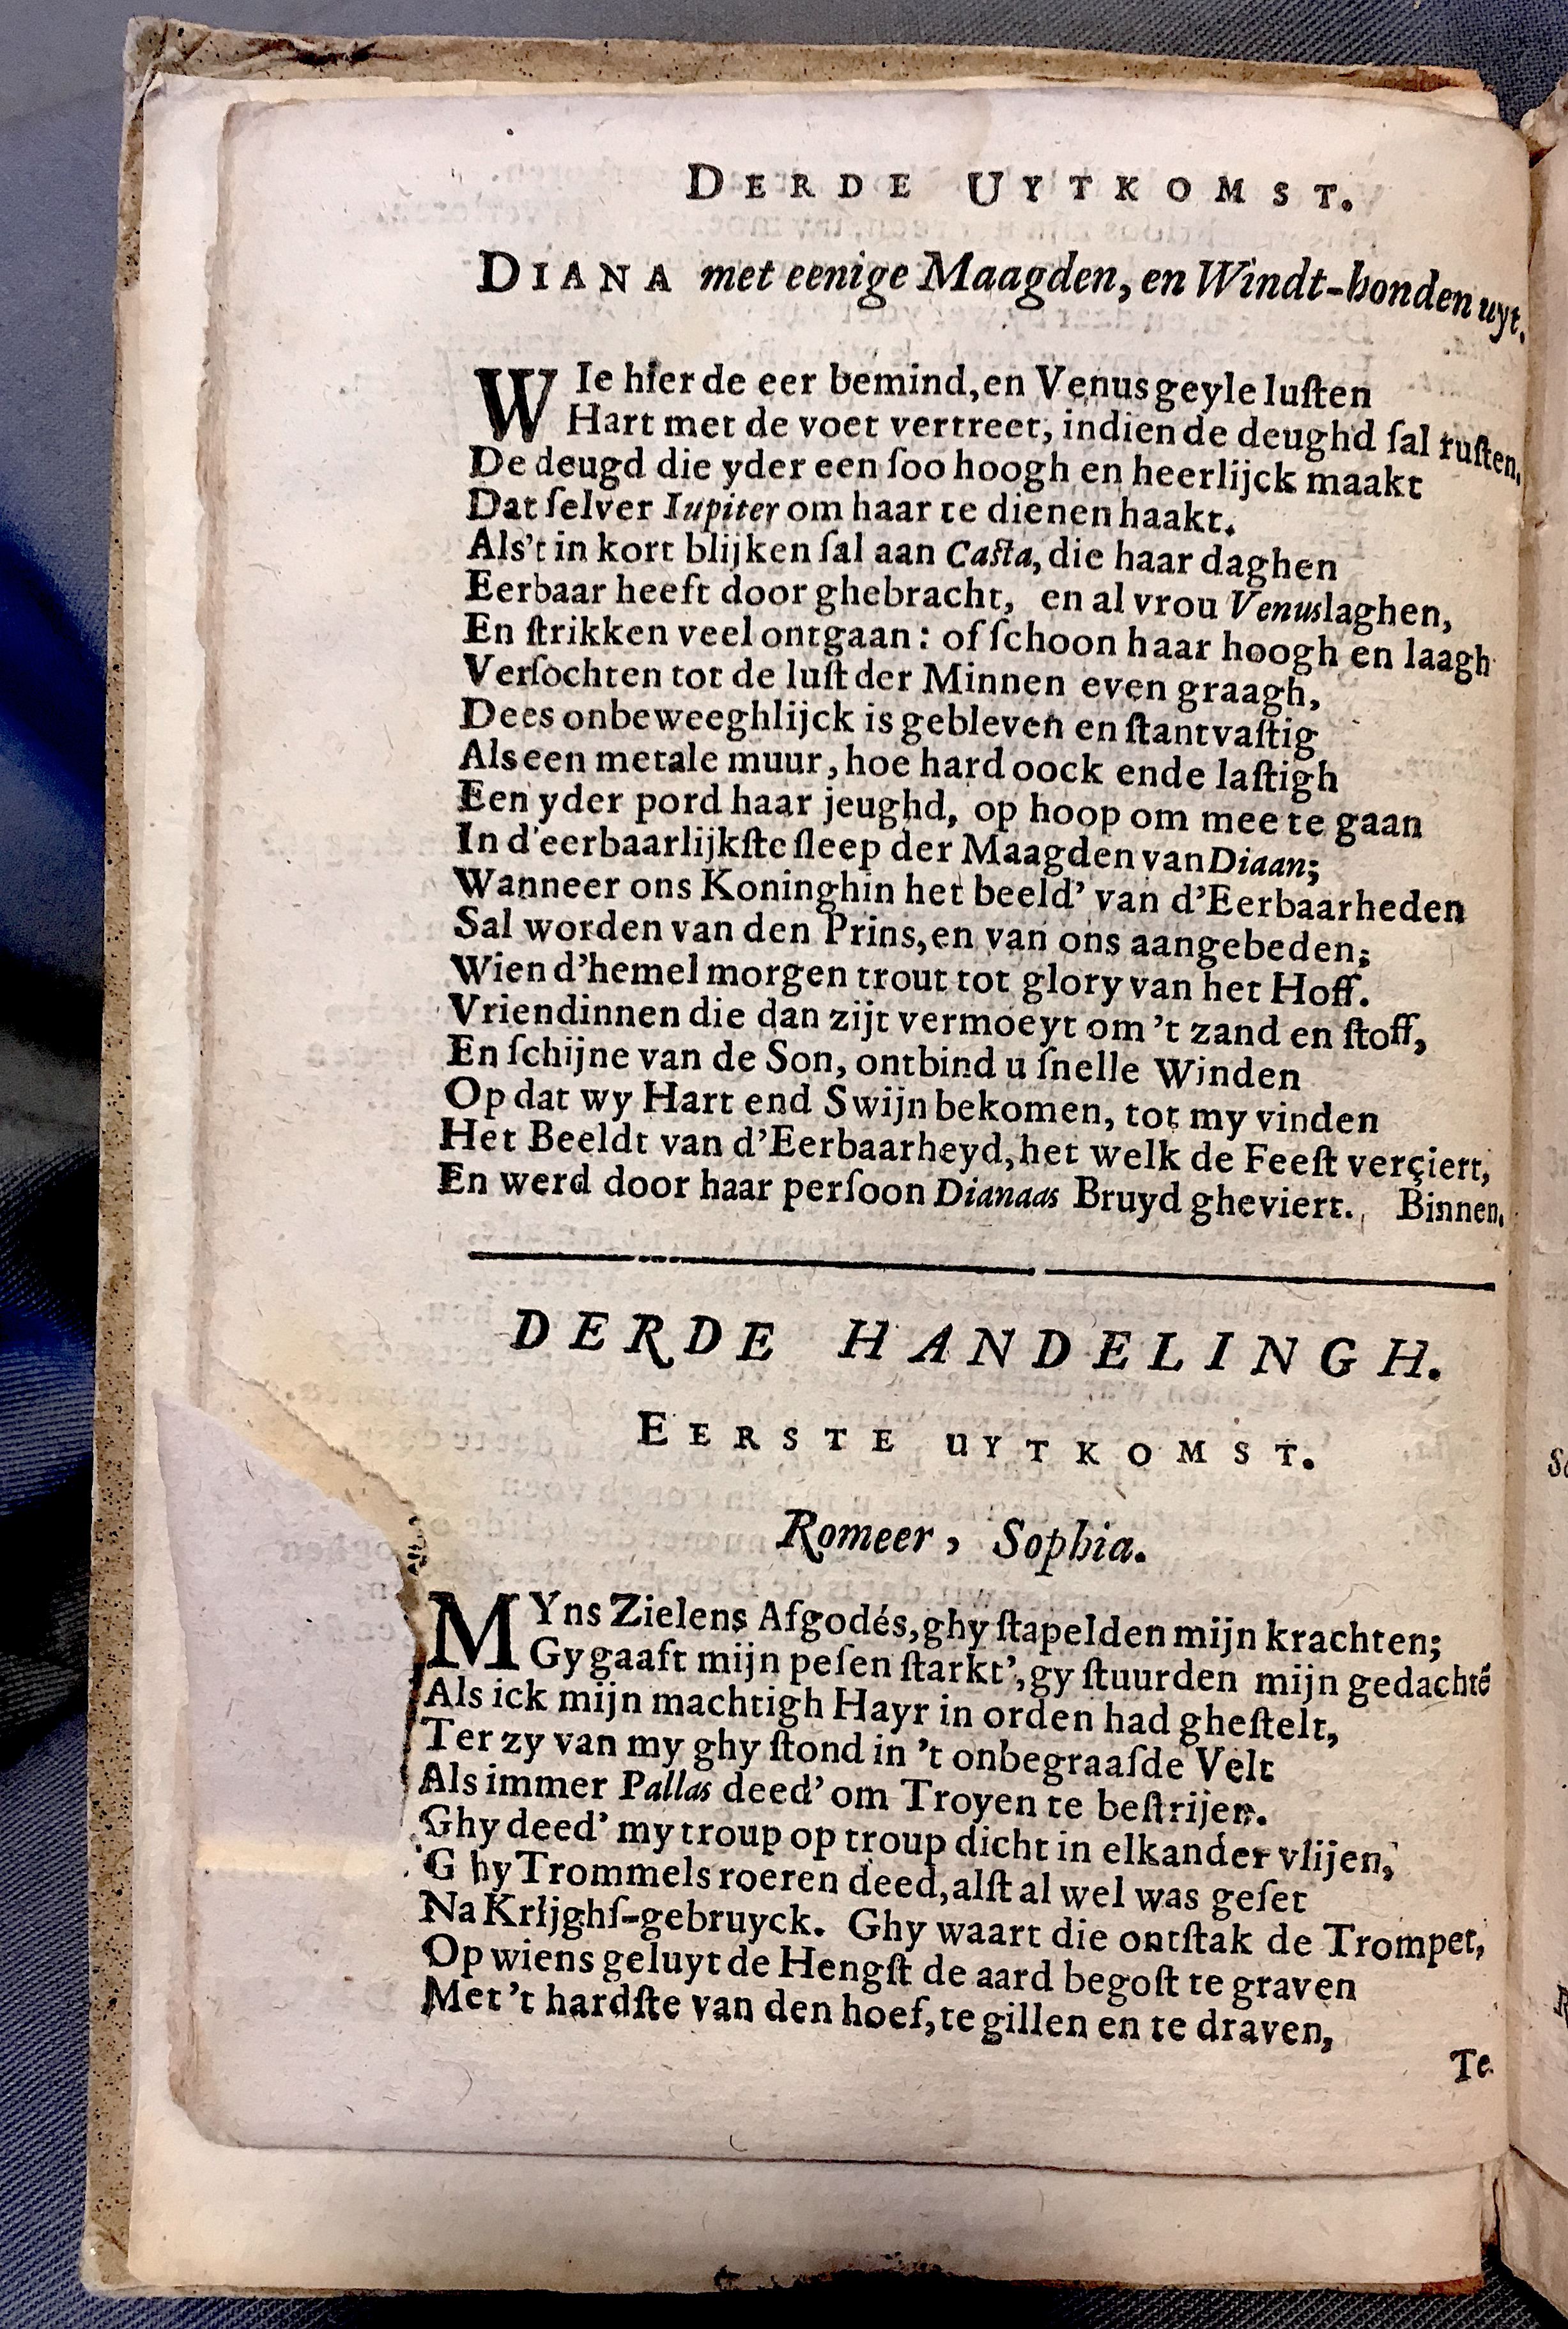 DERDE UYTKOMST.
DIANA met eenige Maagden, en Windt-honden uyt.
WIe hier de eer bemind, en Venus geyle luſten
Hart met de voet vertreet, indien de deughd ſal ruſten.
De deugd die yder een ſoo hoogh en heerlijck maakt
Dat ſelver Iupiter om haar te dienen haakt.
Als't in kort blijken ſal aan Caſta, die haar daghen
Eerbaar heeft door ghebracht, en al vrou Venus laghen,
En ſtrikken veel ontgaan: of ſchoon haar hoogh en laagh
Verſochten tot de luſt der Minnen even graagh,
Dees onbeweeghlijck is gebleven en ſtantvaſtig
Als een metale muur, hoe hard oock ende laſtigh
Een yder pord haar jeughd, op hoop om mee te gaan
In d'eerbaarlijkſte ſleep der Maagden van Diaan;
Wanneer ons Koninghin het beeld' van d'Eerbaarheden
Sal worden van den Prins, en van ons aangebeden;
Wien d'hemel morgen trout tot glory van het Hoff.
Vriendinnen die dan zijt vermoeyt om 't zand en ſtoff,
En ſchijne van de Son, ontbind u ſnelle Winden
Op dat wy Hart end Swijn bekomen, tot my vinden
Het Beeldt van d'Eerbaarheyd, het welk de Feeſt verçiert,
En werd door haar perſoon Dianaas Bruyd gheviert. Binnen.
DERDE HANDELINGH.
EERSTE UYTKOMST.
Romeer, Sophia.
MYns Zielens Afgodés, ghy ſtapelden mijn krachten;
Gy gaaft mijn peſen ſtarkt', gy ſtuurden mijn gedachtē
Als ick mijn machtigh Hayr in orden had gheſtelt,
Ter zy van my ghy ſtond in 't onbegraaſde Velt
Als immer Pallas deed' om Troyen te beſtrijen.
Ghy deed' my troup op troup dicht in elkander vlijen,
Ghy Trommels roeren deed, alſt al wel was geſet
Na Krijghſ-gebruyck. Ghy waart die ontſtak de Trompet,
Op wiens geluyt de Hengſt de aard begoſt te graven
Met 't hardſte van den hoef, te gillen en te draven,
Te